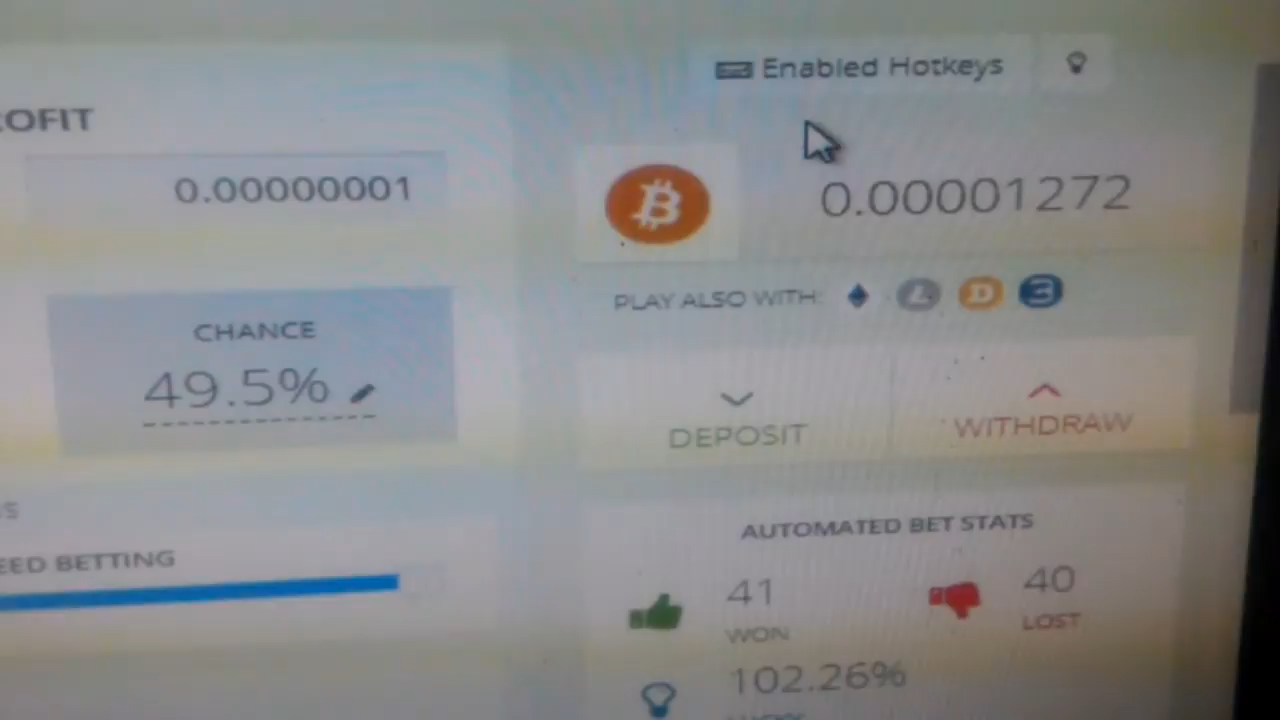 Enabled Hotkeys
OFIT
0.00000001
0.00001272
PLAY ALSO WITH:
CHANCE
49.5%
DEPOSIT
WITHDRAW
S
EED BETTING
AUTOMATED BET STATS
41
WON
40
LOST
102.26%